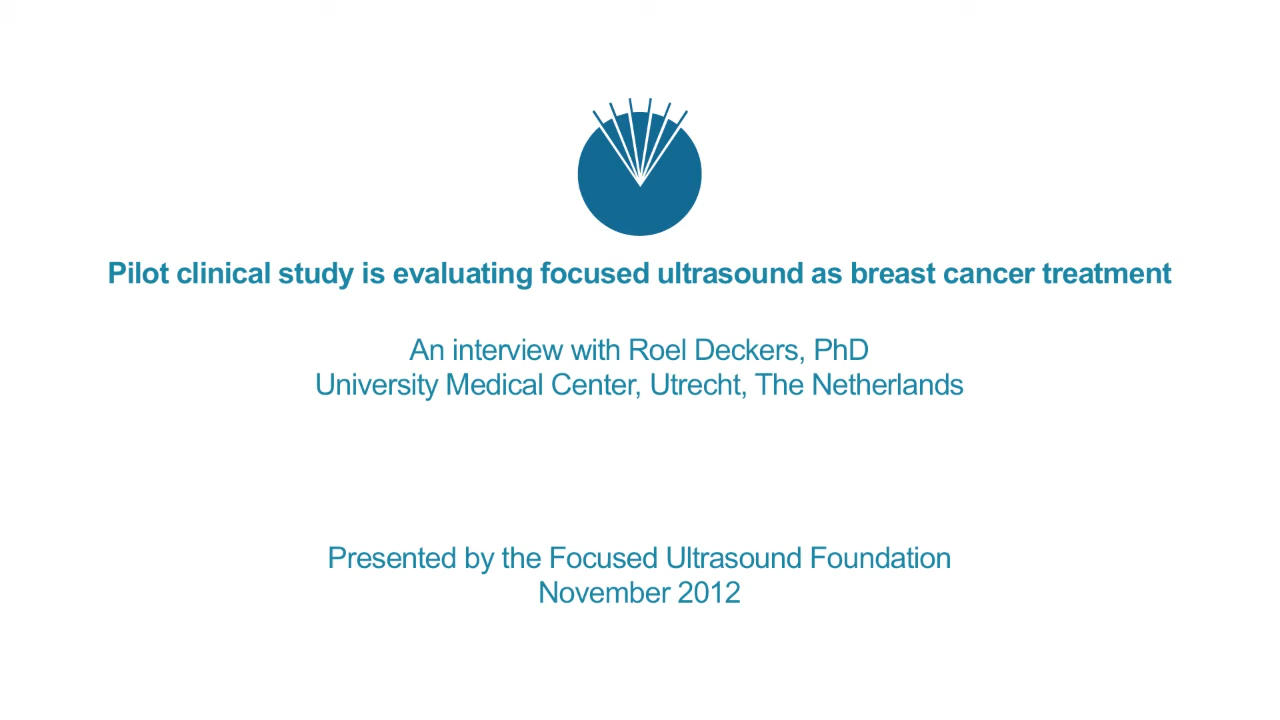 Pilot clinical study is evaluating focused ultrasound as breast cancer treatment
An interview with Roel Deckers, PhD
University Medical Center, Utrecht, The Netherlands
Presented by the Focused Ultrasound Foundation
November 2012